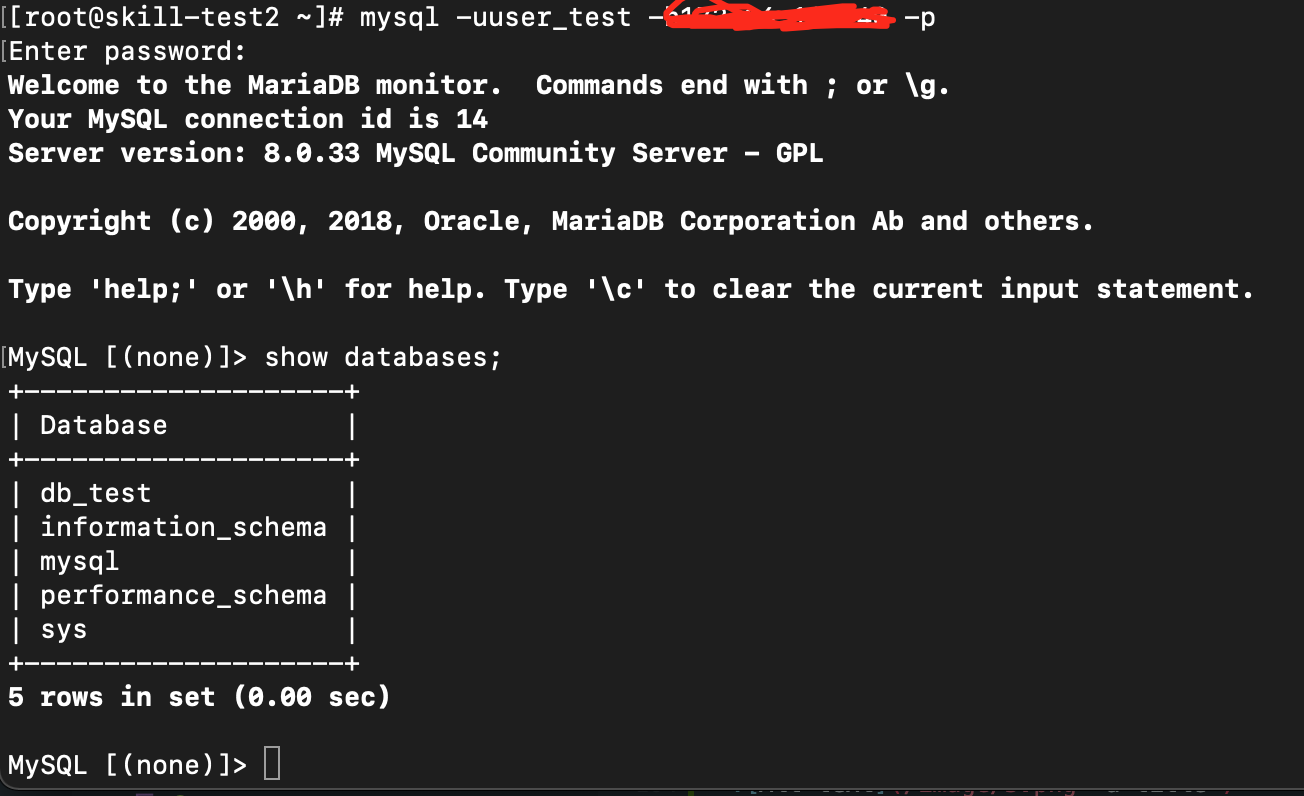 [[root@skill-test2 ~]# mysql -uuser_test - -p
[Enter password:
Welcome to the MariaDB monitor.  Commands end with ; or \g.
Your MySQL connection id is 14
Server version: 8.0.33 MySQL Community Server - GPL
Copyright (c) 2000, 2018, Oracle, MariaDB Corporation Ab and others.
Type 'help;' or '\h' for help. Type '\c' to clear the current input statement.
[MySQL [(none)]> show databases;
+--------------------+
| Database           |
+--------------------+
| db_test            |
| information_schema |
| mysql              |
| performance_schema |
| sys                |
+--------------------+
5 rows in set (0.00 sec)
MySQL [(none)]>